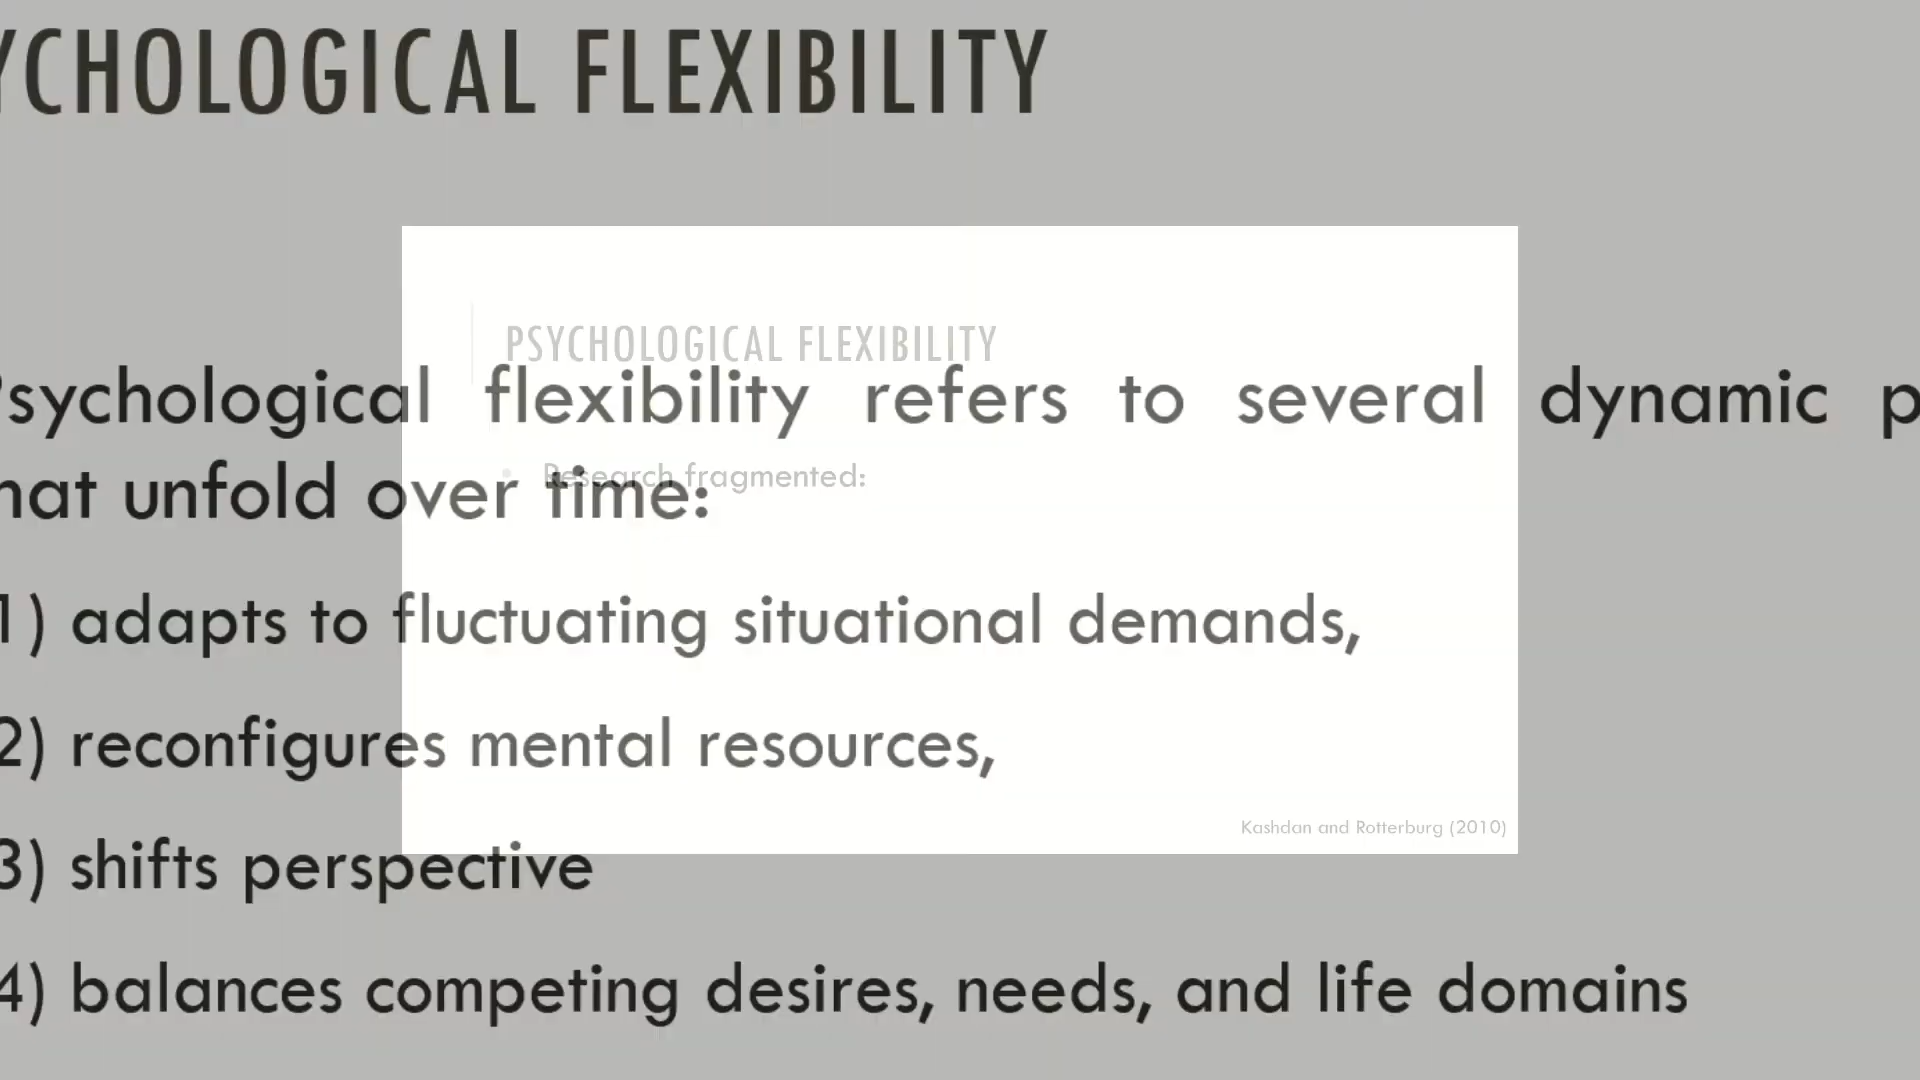 YCHOLOGICAL FLEXIBILITY
PSYCHOLOGICAL FLEXIBILITY
Psychological flexibility refers to several dynamic p
hat unfold over time:
• Research fragmented:
1) adapts to fluctuating situational demands,
2) reconfigures mental resources,
3) shifts perspective
4) balances competing desires, needs, and life domains
Kashdan and Rotterburg (2010)